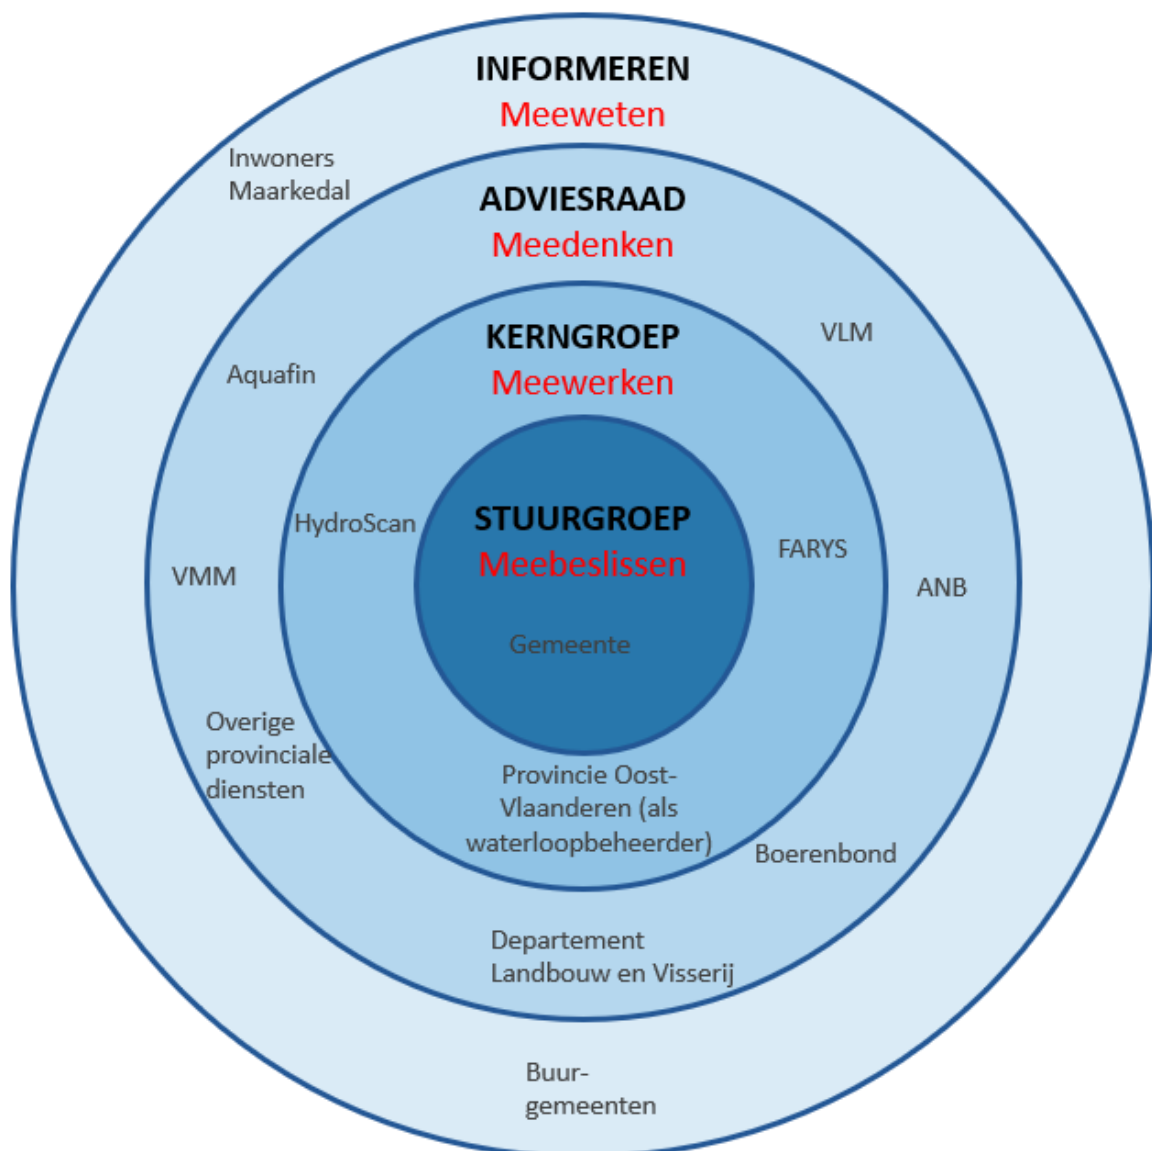 INFORMEREN
Meeweten
Inwoners
Maarkedal
ADVIESRAAD
Meedenken
VLM
Aquafin
KERNGROEP
Meewerken
HydroScan
STUURGROEP
Meebeslissen
FARYS
VMM
ANB
Gemeente
Overige
provinciale
diensten
Provincie Oost-
Vlaanderen (als
waterloopbeheerder)
Boerenbond
Departement
Landbouw en Visserij
Buur-
gemeenten